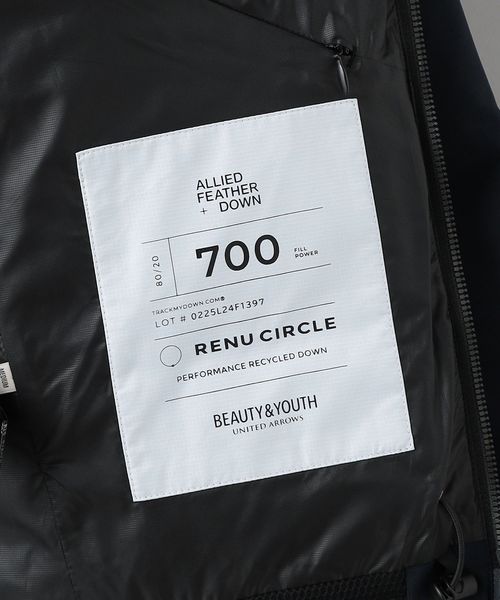 ALLIED
FEATHER
+ DOWN
80/20
700
FILL
POWER
TRACKMYDOWN.COM®
LOT # 0225L24F1397
RENU CIRCLE
PERFORMANCE RECYCLED DOWN
BEAUTY&YOUTH
UNITED ARROWS
MEDIUM